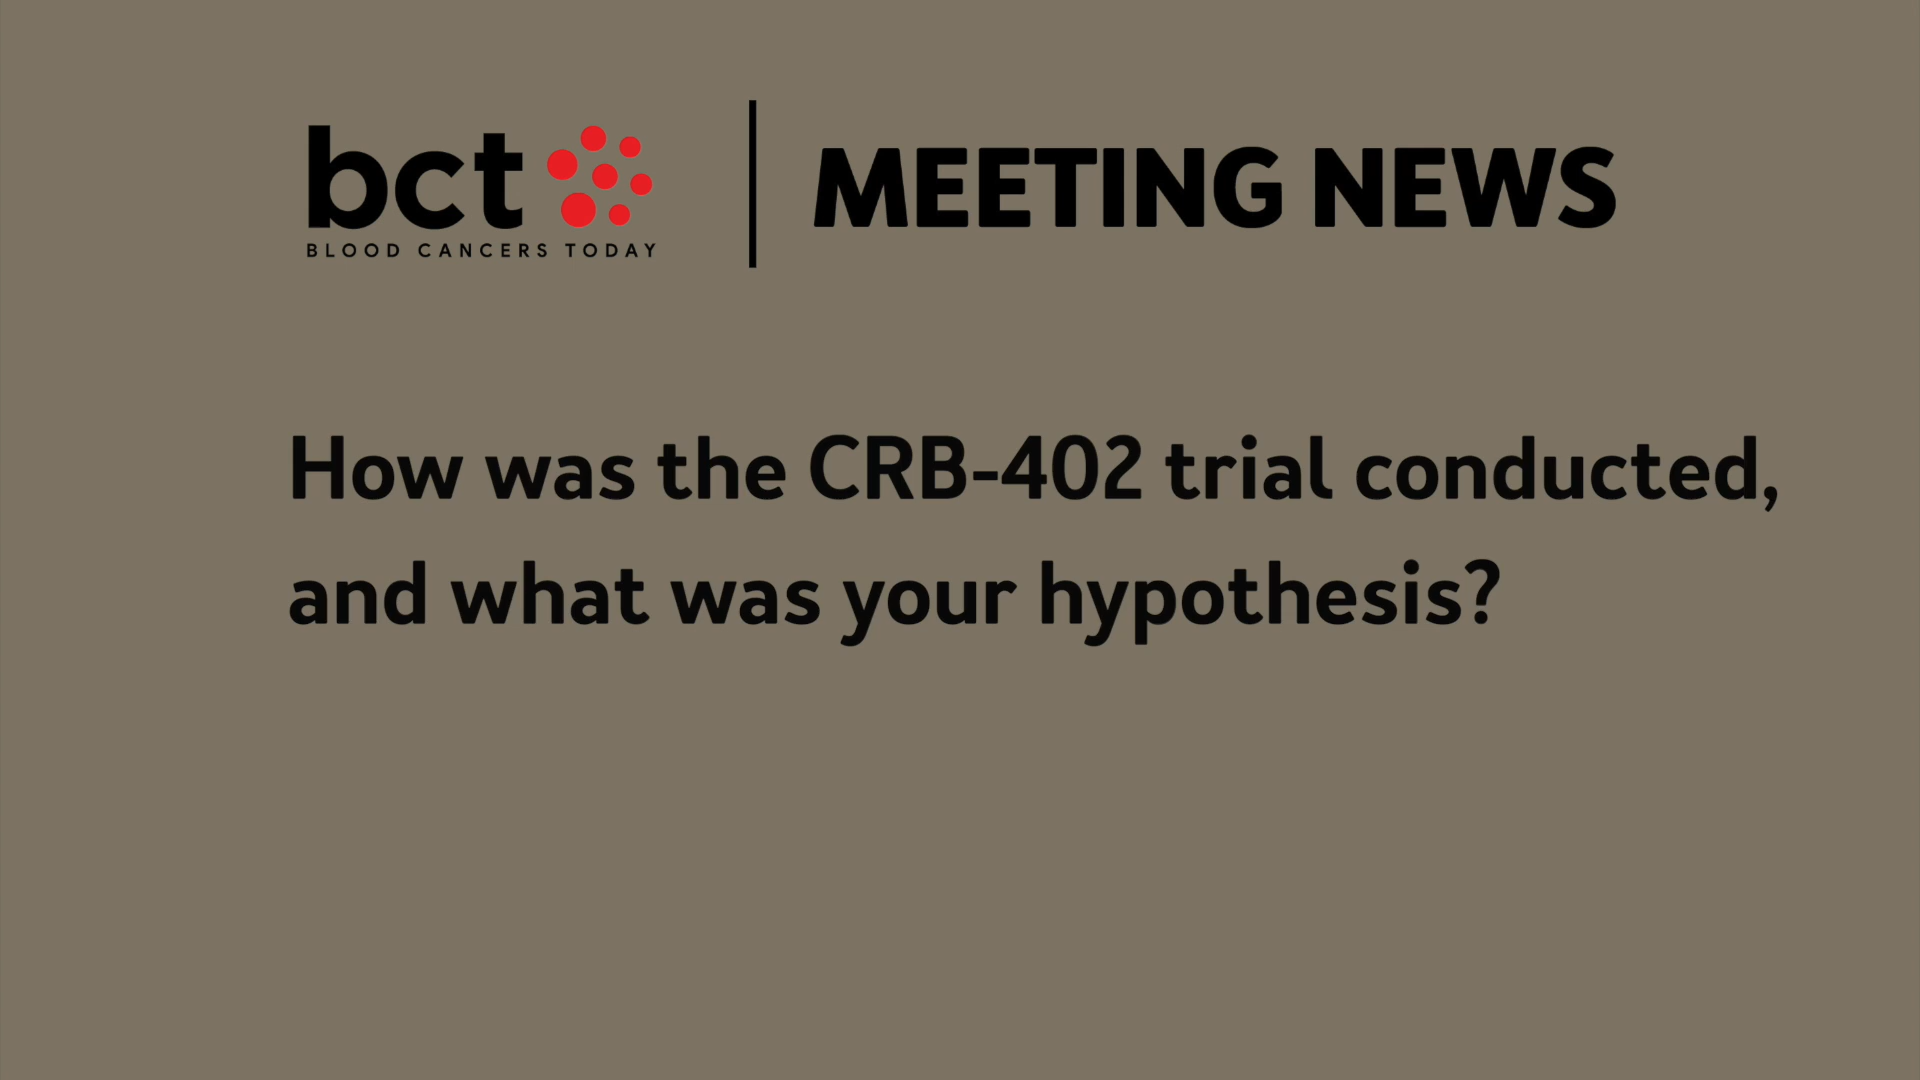 bct
BLOOD CANCERS TODAY
MEETING NEWS
How was the CRB-402 trial conducted,
and what was your hypothesis?